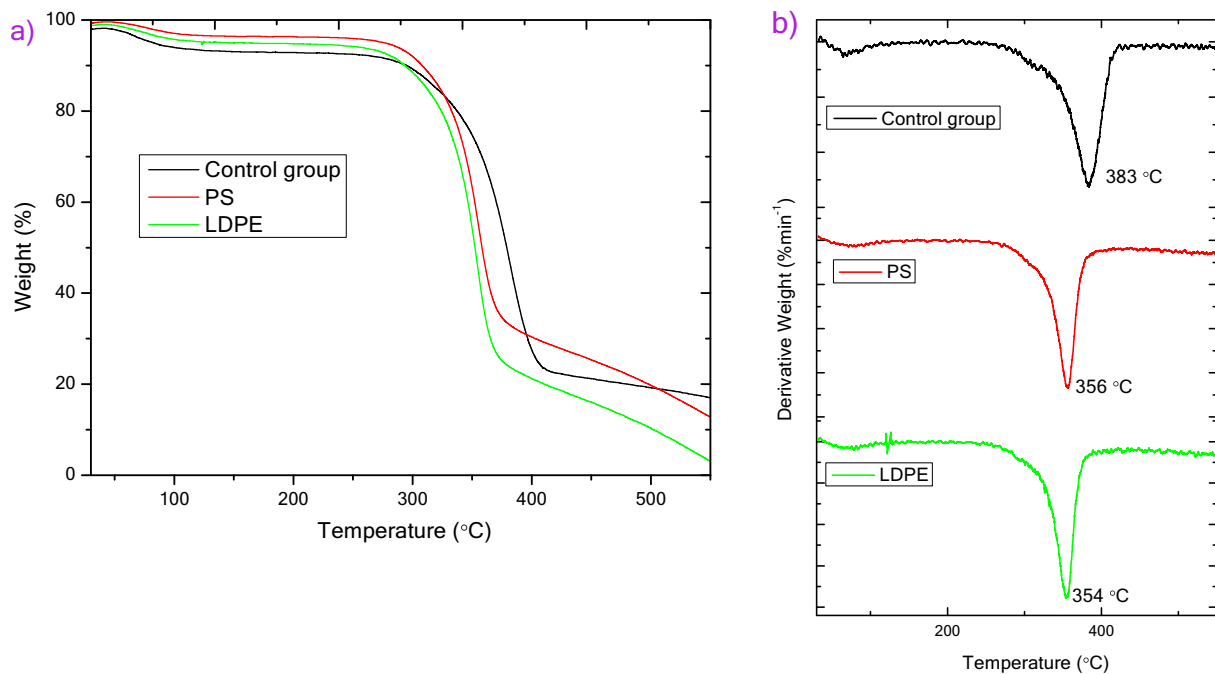 a)
100
80
60
40
20
0
Weight (%)
Control group
PS
LDPE
100
200
300
400
500
Temperature (°C)
b)
Derivative Weight (%min⁻¹)
Control group
383 °C
PS
356 °C
LDPE
354 °C
200
400
Temperature (°C)